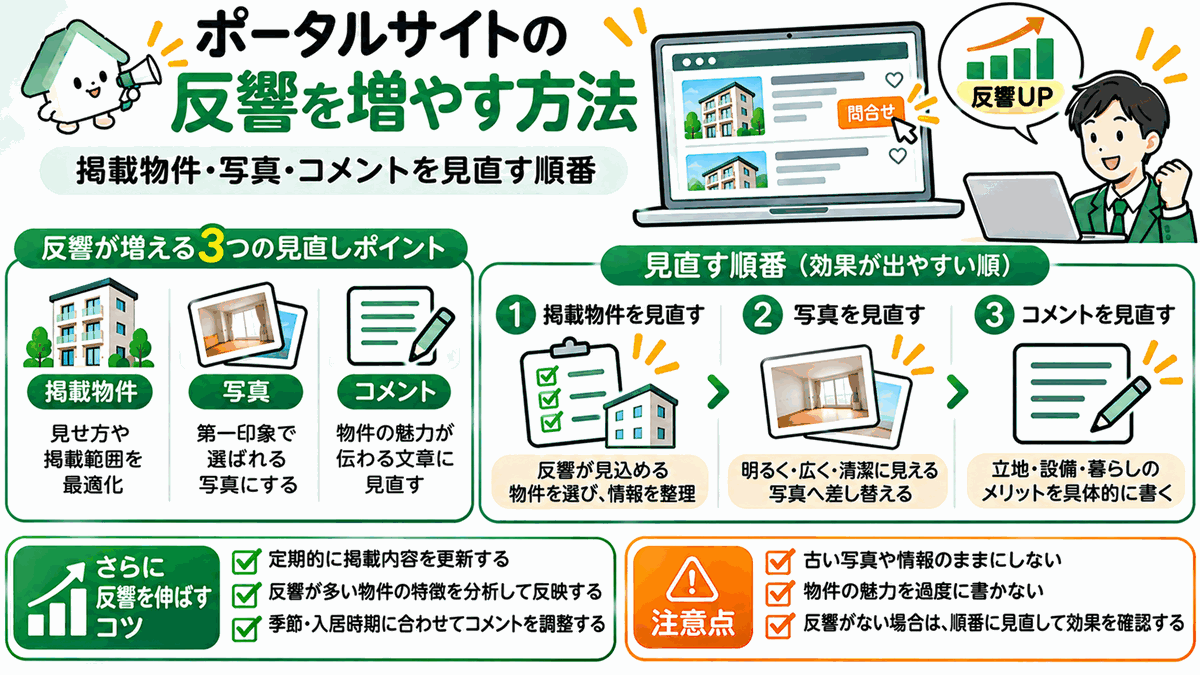 ポータルサイトの
反響を増やす方法
掲載物件・写真・コメントを見直す順番
問合せ
反響UP
反響が増える3つの見直しポイント
掲載物件
見せ方や
掲載範囲を
最適化
写真
第一印象で
選ばれる
写真にする
コメント
物件の魅力が
伝わる文章に
見直す
見直す順番（効果が出やすい順）
1 掲載物件を見直す
反響が見込める
物件を選び、情報を整理
2 写真を見直す
明るく・広く・清潔に見える
写真へ差し替える
3 コメントを見直す
立地・設備・暮らしの
メリットを具体的に書く
さらに
反響を伸ばす
コツ
定期的に掲載内容を更新する
反響が多い物件の特徴を分析して反映する
季節・入居時期に合わせてコメントを調整する
注意点
古い写真や情報のままにしない
物件の魅力を過度に書かない
反響がない場合は、順番に見直して効果を確認する